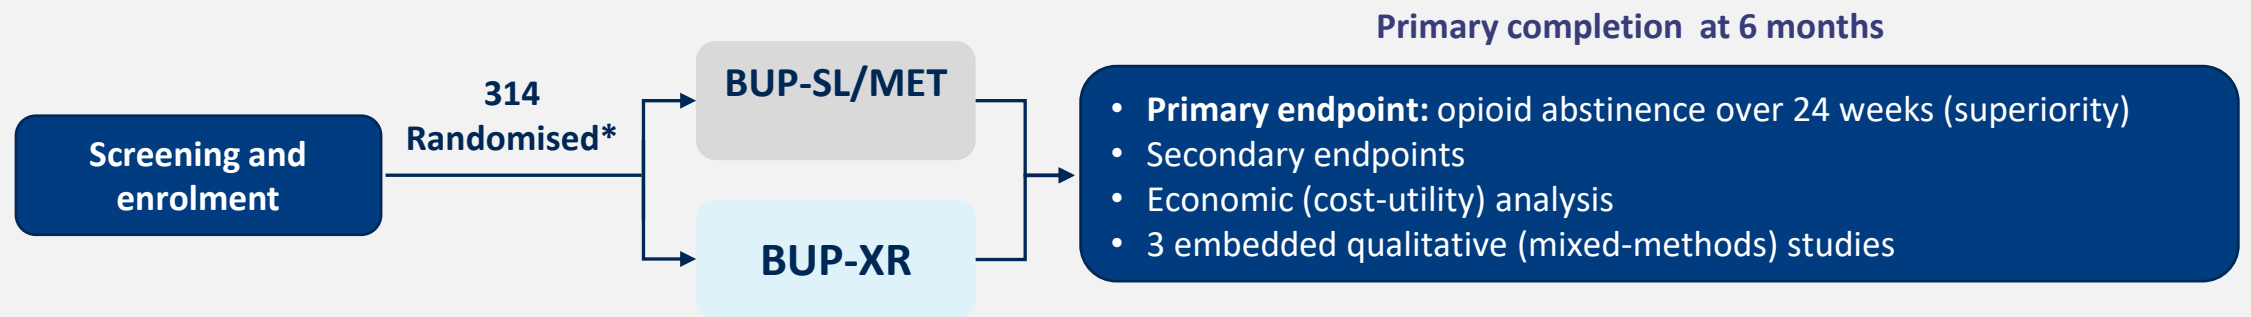 Primary completion at 6 months
Screening and
enrolment
314
Randomised*
BUP-SL/MET
BUP-XR
• Primary endpoint: opioid abstinence over 24 weeks (superiority)
• Secondary endpoints
• Economic (cost-utility) analysis
• 3 embedded qualitative (mixed-methods) studies